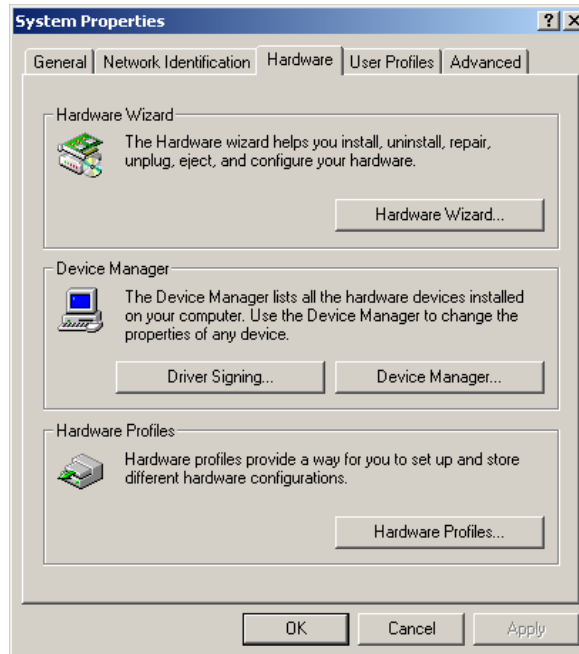 System Properties
General
Network Identification
Hardware
User Profiles
Advanced
Hardware Wizard
The Hardware wizard helps you install, uninstall, repair,
unplug, eject, and configure your hardware.
Hardware Wizard...
Device Manager
The Device Manager lists all the hardware devices installed
on your computer. Use the Device Manager to change the
properties of any device.
Driver Signing...
Device Manager...
Hardware Profiles
Hardware profiles provide a way for you to set up and store
different hardware configurations.
Hardware Profiles...
OK
Cancel
Apply